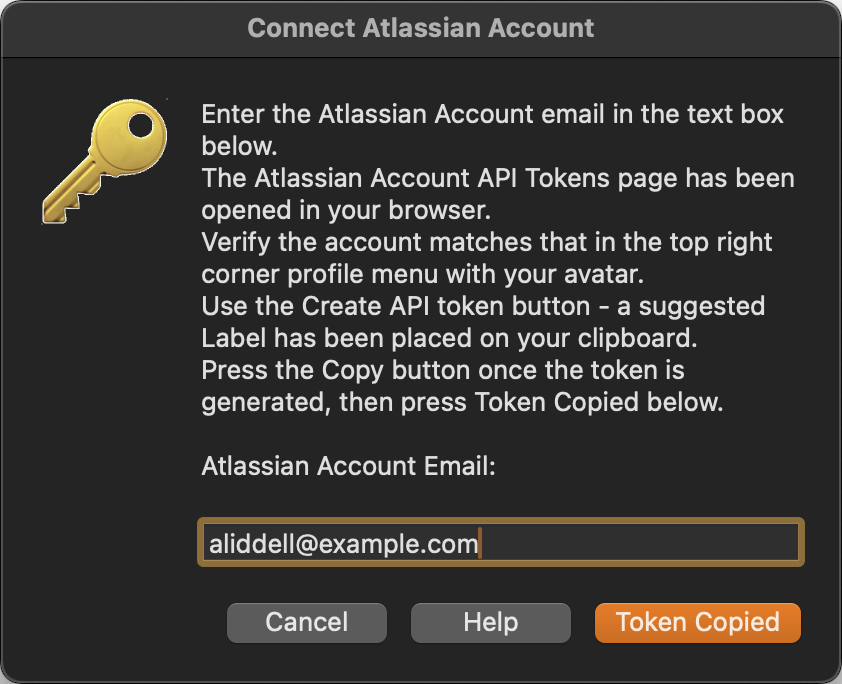 Connect Atlassian Account
Enter the Atlassian Account email in the text box
below.
The Atlassian Account API Tokens page has been
opened in your browser.
Verify the account matches that in the top right
corner profile menu with your avatar.
Use the Create API token button - a suggested
Label has been placed on your clipboard.
Press the Copy button once the token is
generated, then press Token Copied below.
Atlassian Account Email:
aliddell@example.com
Cancel
Help
Token Copied